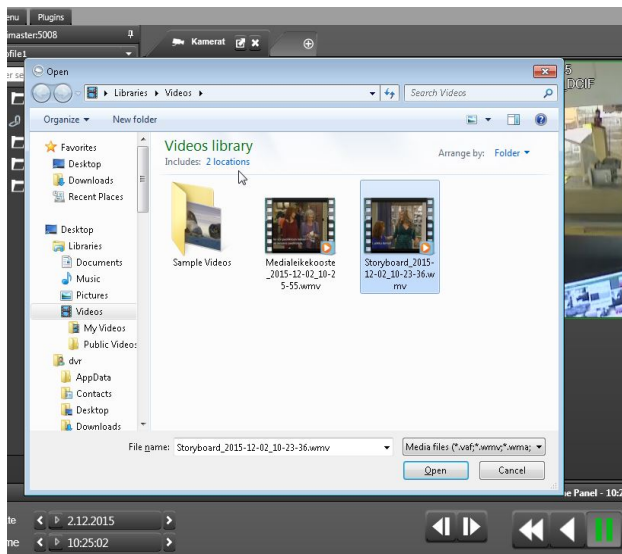 enu Plugins
master:5008
ofile1
Kamerat
Open
Libraries Videos
Search Videos
Organize New folder
Favorites
Desktop
Downloads
Recent Places
Desktop
Libraries
Documents
Music
Pictures
Videos
My Videos
Public Videos
dvr
AppData
Contacts
Desktop
Downloads
Videos library
Includes: 2 locations
Arrange by: Folder
Sample Videos
Medialeikekooste
_2015-12-02_10-2
5-55.wmv
Storyboard_2015-
12-02_10-23-36.w
mv
File name: Storyboard_2015-12-02_10-23-36.wmv
Media files (*.vaf;*.wmv;*.wma;
Open Cancel
e Panel - 10:2
te 2.12.2015
me 10:25:02